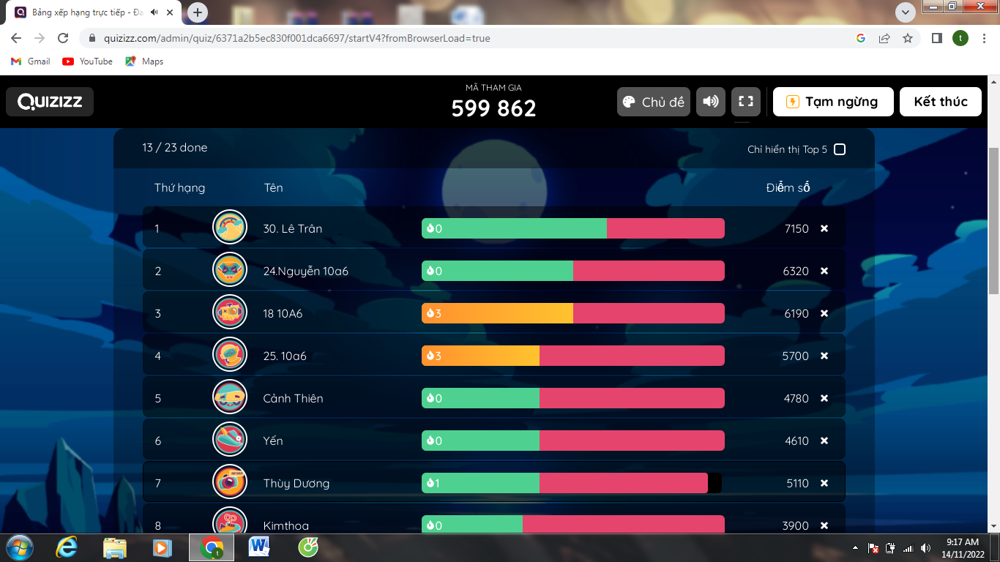 Bảng xếp hạng trực tiếp - Đa
quizizz.com/admin/quiz/6371a2b5ec830f001dca6697/startV4?fromBrowserLoad=true
t
Gmail
YouTube
Maps
QUIZIZZ
MÃ THAM GIA
599 862
Chủ đề
Tạm ngừng
Kết thúc
13 / 23 done
Chỉ hiển thị Top 5
Thứ hạng Tên Điểm số
1 30. Lê Trân 0 7150
2 24.Nguyễn 10a6 0 6320
3 18 10A6 3 6190
4 25. 10a6 3 5700
5 Cảnh Thiên 0 4780
6 Yến 0 4610
7 Thùy Dương 1 5110
8 Kimthoa 0 3900
9:17 AM
14/11/2022